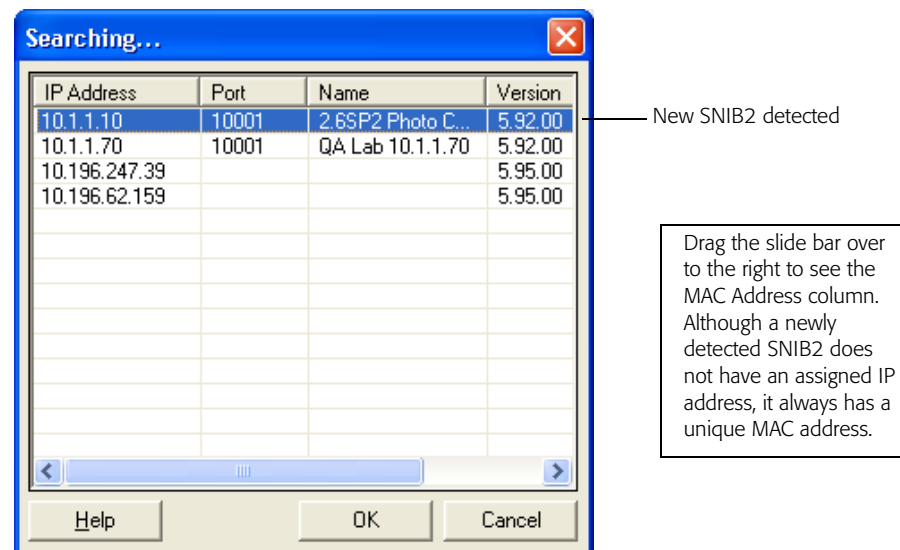 Searching...
IP Address Port Name Version
10.1.1.10 10001 2.6SP2 Photo C... 5.92.00
10.1.1.70 10001 QA Lab 10.1.1.70 5.92.00
10.196.247.39 5.95.00
10.196.62.159 5.95.00
New SNIB2 detected
Drag the slide bar over
to the right to see the
MAC Address column.
Although a newly
detected SNIB2 does
not have an assigned IP
address, it always has a
unique MAC address.
Help OK Cancel